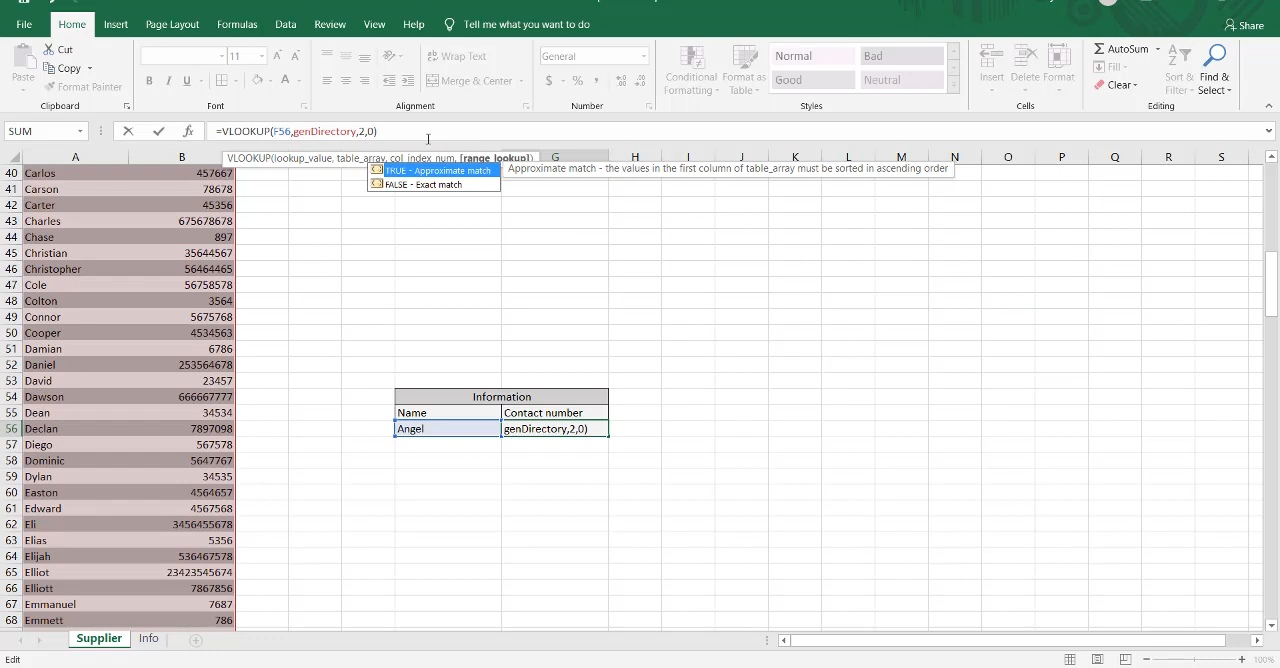 File Home Insert Page Layout Formulas Data Review View Help Tell me what you want to do Share
Paste Cut Copy Format Painter Clipboard
11 A A B I U A Font
Wrap Text Merge & Center Alignment
General $ % , Number
Conditional Formatting Format as Table
Normal Bad Good Neutral Styles
Insert Delete Format Cells
AutoSum Fill Clear Sort & Filter Find & Select Editing
SUM fx =VLOOKUP(F56,genDirectory,2,0)
VLOOKUP(lookup_value, table_array, col_index_num, [range_lookup])
A B G H I J K L M N O P Q R S
TRUE - Approximate match Approximate match - the values in the first column of table_array must be sorted in ascending order
FALSE - Exact match
40 Carlos 457667
41 Carson 78678
42 Carter 45356
43 Charles 675678678
44 Chase 897
45 Christian 35644567
46 Christopher 56464465
47 Cole 56758578
48 Colton 3564
49 Connor 5675768
50 Cooper 4534563
51 Damian 6786
52 Daniel 253564678
53 David 23457
54 Dawson 666667777 Information
55 Dean 34534 Name Contact number
56 Declan 7897098 Angel genDirectory,2,0)
57 Diego 567578
58 Dominic 5647767
59 Dylan 34535
60 Easton 4564657
61 Edward 4567568
62 Eli 3456455678
63 Elias 5356
64 Elijah 536467578
65 Elliot 23423545674
66 Elliott 7867856
67 Emmanuel 7687
68 Emmett 786
Supplier Info
Edit 100%